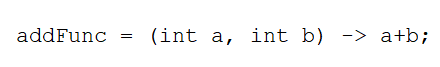 addFunc = (int a, int b) -> a+b;